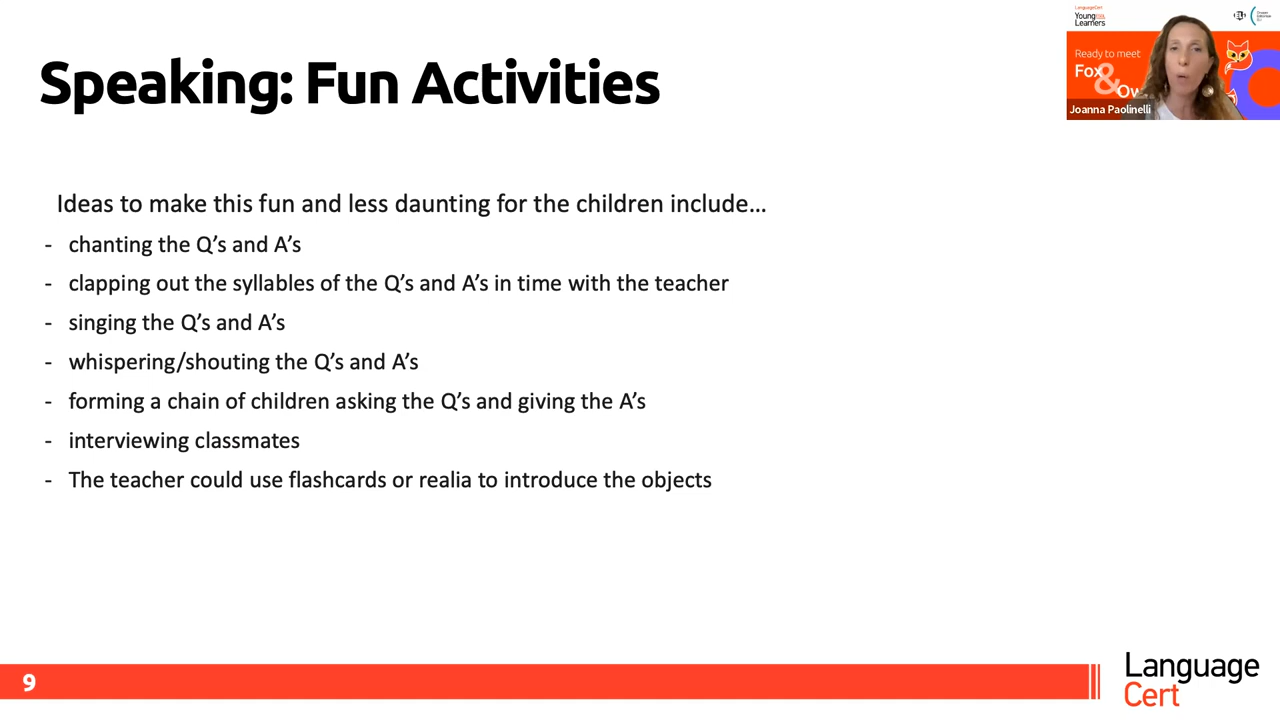 Speaking: Fun Activities
LanguageCert
Young
Learners
Ready to meet
Fox
&
Ow
Joanna Paolinelli
Ideas to make this fun and less daunting for the children include...
- chanting the Q's and A's
- clapping out the syllables of the Q's and A's in time with the teacher
- singing the Q's and A's
- whispering/shouting the Q's and A's
- forming a chain of children asking the Q's and giving the A's
- interviewing classmates
- The teacher could use flashcards or realia to introduce the objects
9
Language
Cert